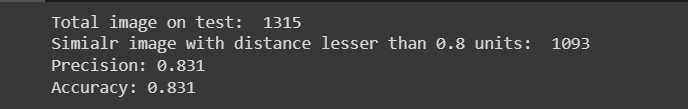 Total image on test:  1315
Simialr image with distance lesser than 0.8 units:  1093
Precision: 0.831
Accuracy: 0.831